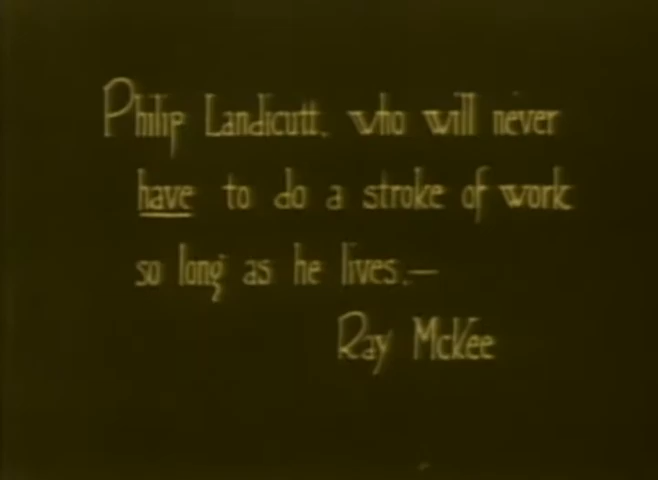 Philip Landicutt, who will never
have to do a stroke of work
so long as he lives.—
Ray McKee